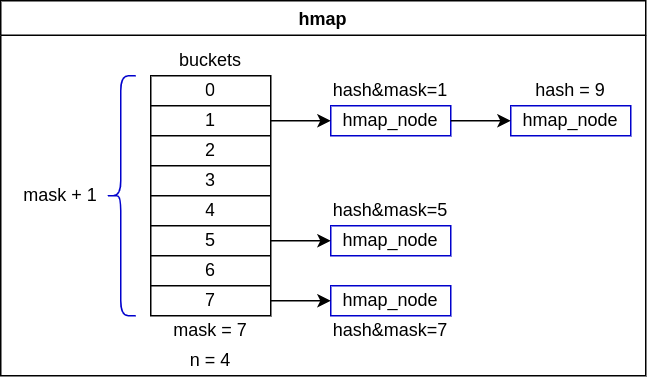 hmap
buckets
0
hash&mask=1
hash = 9
1
hmap_node
hmap_node
2
3
mask + 1
4
hash&mask=5
5
hmap_node
6
7
hmap_node
mask = 7
hash&mask=7
n = 4